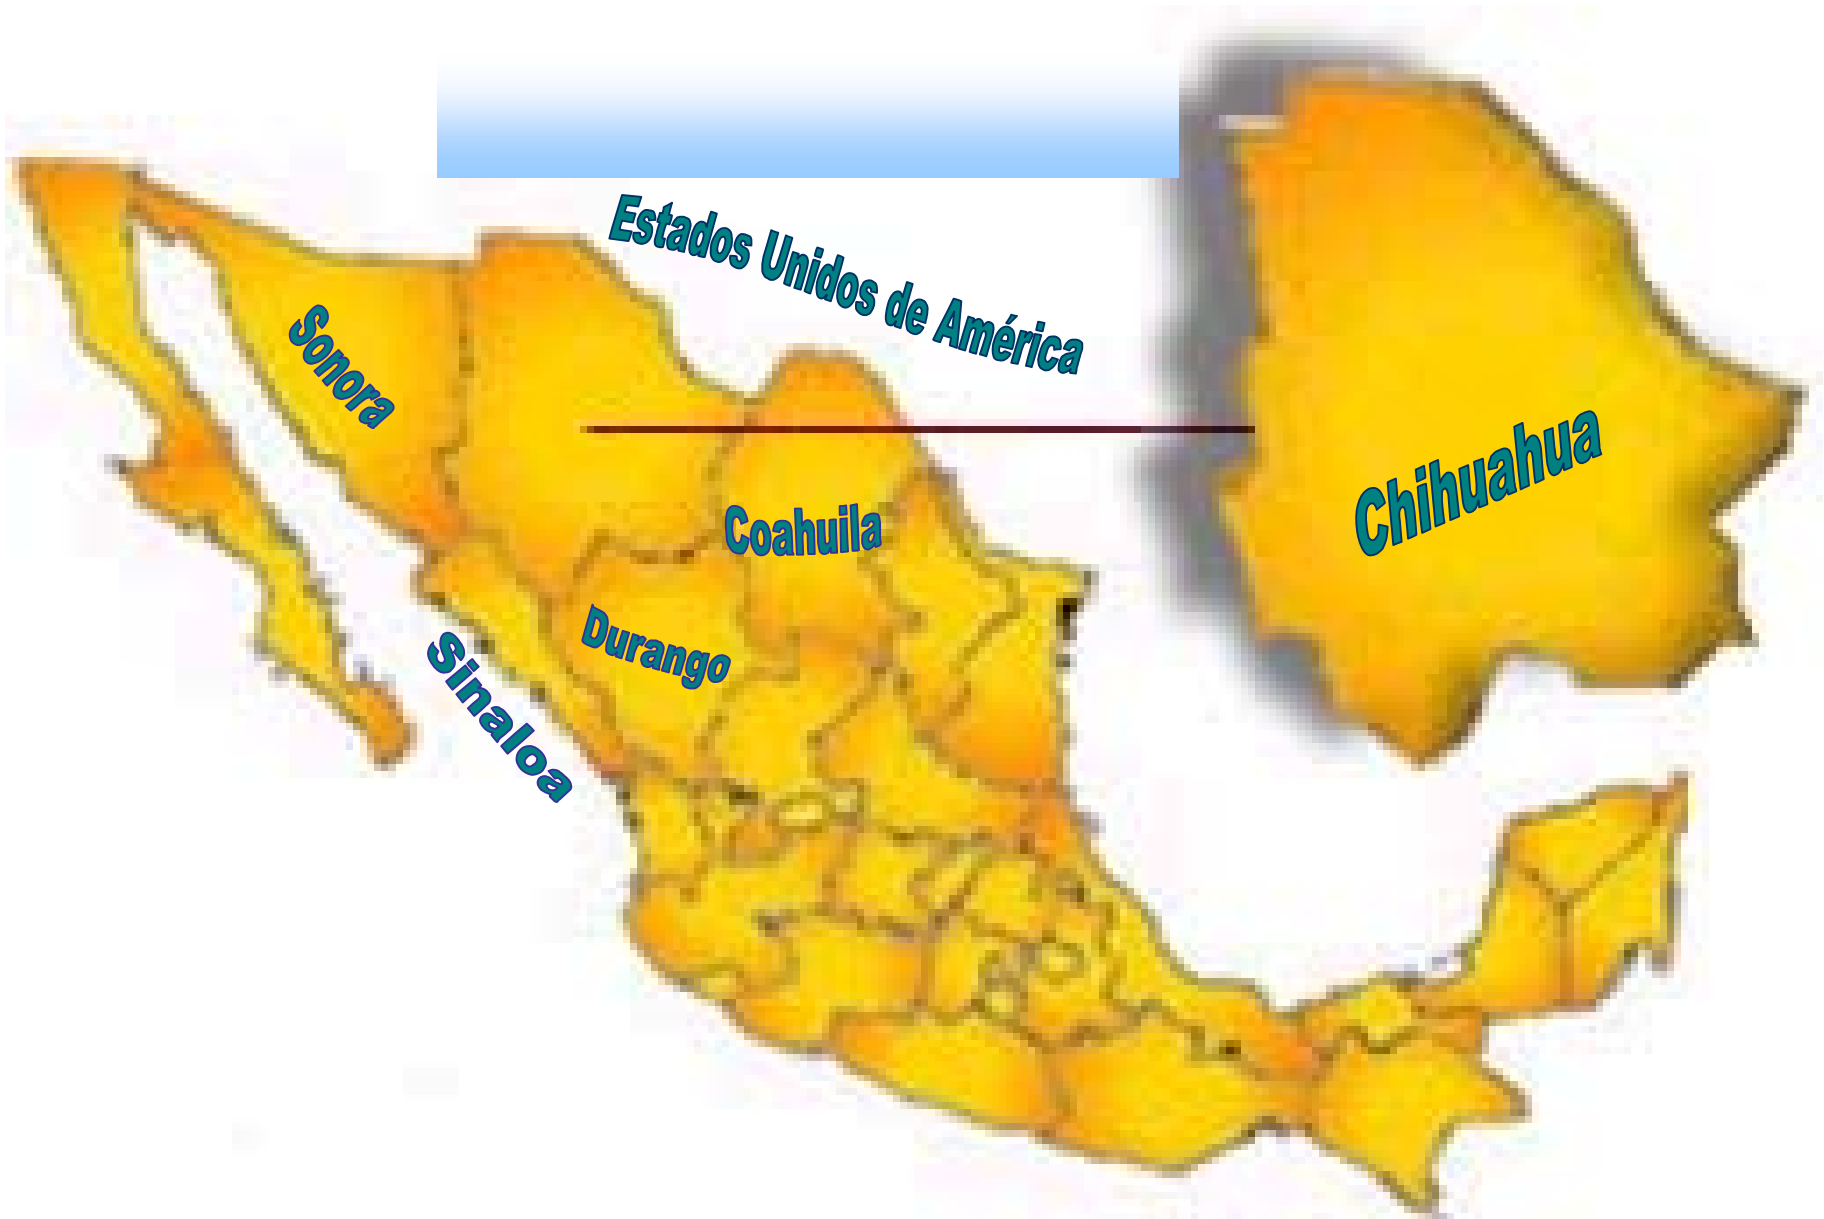 Estados Unidos de América
Sonora
Chihuahua
Coahuila
Durango
Sinaloa